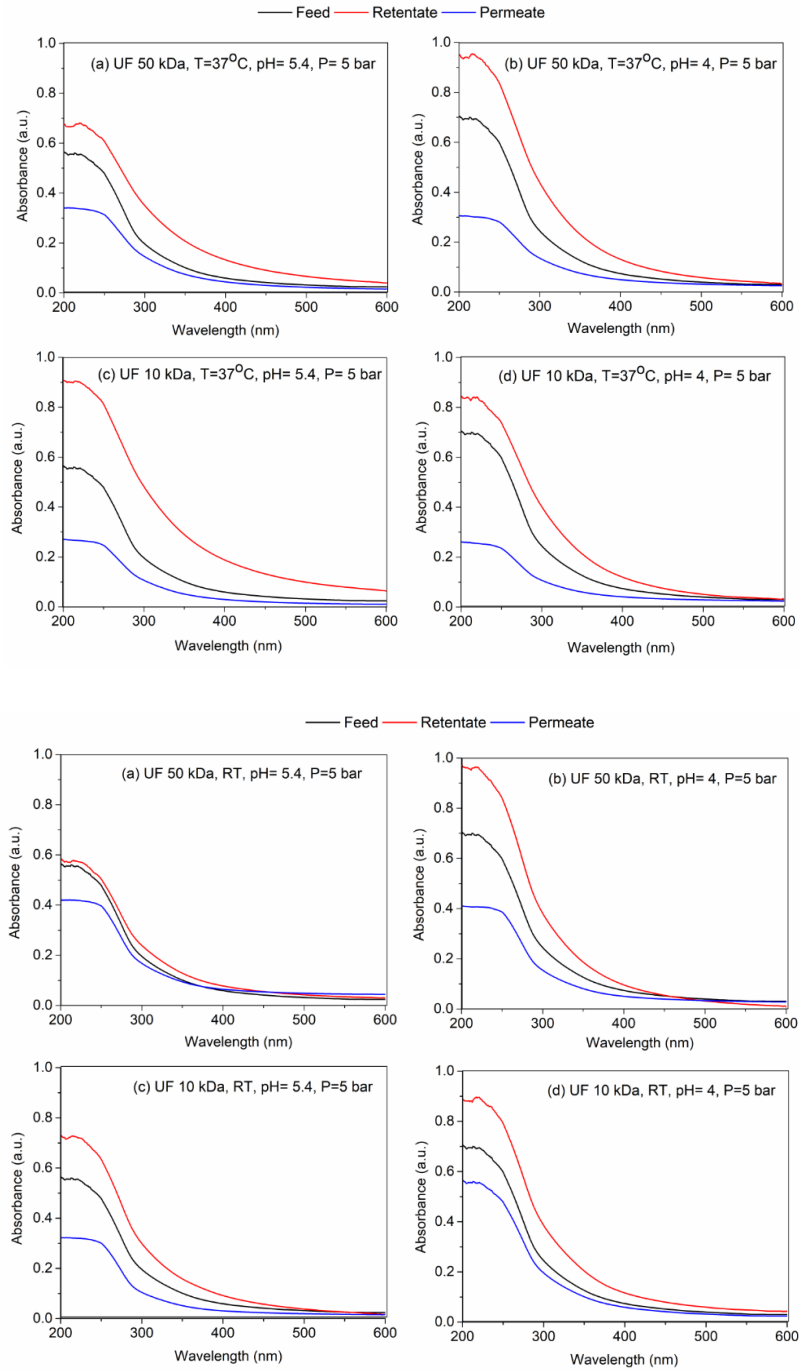 Feed Retentate Permeate
(a) UF 50 kDa, T=37°C, pH= 5.4, P= 5 bar
Absorbance (a.u.)
1.0
0.8
0.6
0.4
0.2
0.0
200 300 400 500 600
Wavelength (nm)
(b) UF 50 kDa, T=37°C, pH= 4, P= 5 bar
Absorbance (a.u.)
1.0
0.8
0.6
0.4
0.2
0.0
200 300 400 500 600
Wavelength (nm)
(c) UF 10 kDa, T=37°C, pH= 5.4, P= 5 bar
Absorbance (a.u.)
1.0
0.8
0.6
0.4
0.2
0.0
200 300 400 500 600
Wavelength (nm)
(d) UF 10 kDa, T=37°C, pH= 4, P= 5 bar
Absorbance (a.u.)
1.0
0.8
0.6
0.4
0.2
0.0
200 300 400 500 600
Wavelength (nm)
Feed Retentate Permeate
(a) UF 50 kDa, RT, pH= 5.4, P=5 bar
Absorbance (a.u.)
1.0
0.8
0.6
0.4
0.2
0.0
200 300 400 500 600
Wavelength (nm)
(b) UF 50 kDa, RT, pH= 4, P=5 bar
Absorbance (a.u.)
1.0
0.8
0.6
0.4
0.2
0.0
200 300 400 500 600
Wavelength (nm)
(c) UF 10 kDa, RT, pH= 5.4, P=5 bar
Absorbance (a.u.)
1.0
0.8
0.6
0.4
0.2
0.0
200 300 400 500 600
Wavelength (nm)
(d) UF 10 kDa, RT, pH= 4, P=5 bar
Absorbance (a.u.)
1.0
0.8
0.6
0.4
0.2
0.0
200 300 400 500 600
Wavelength (nm)